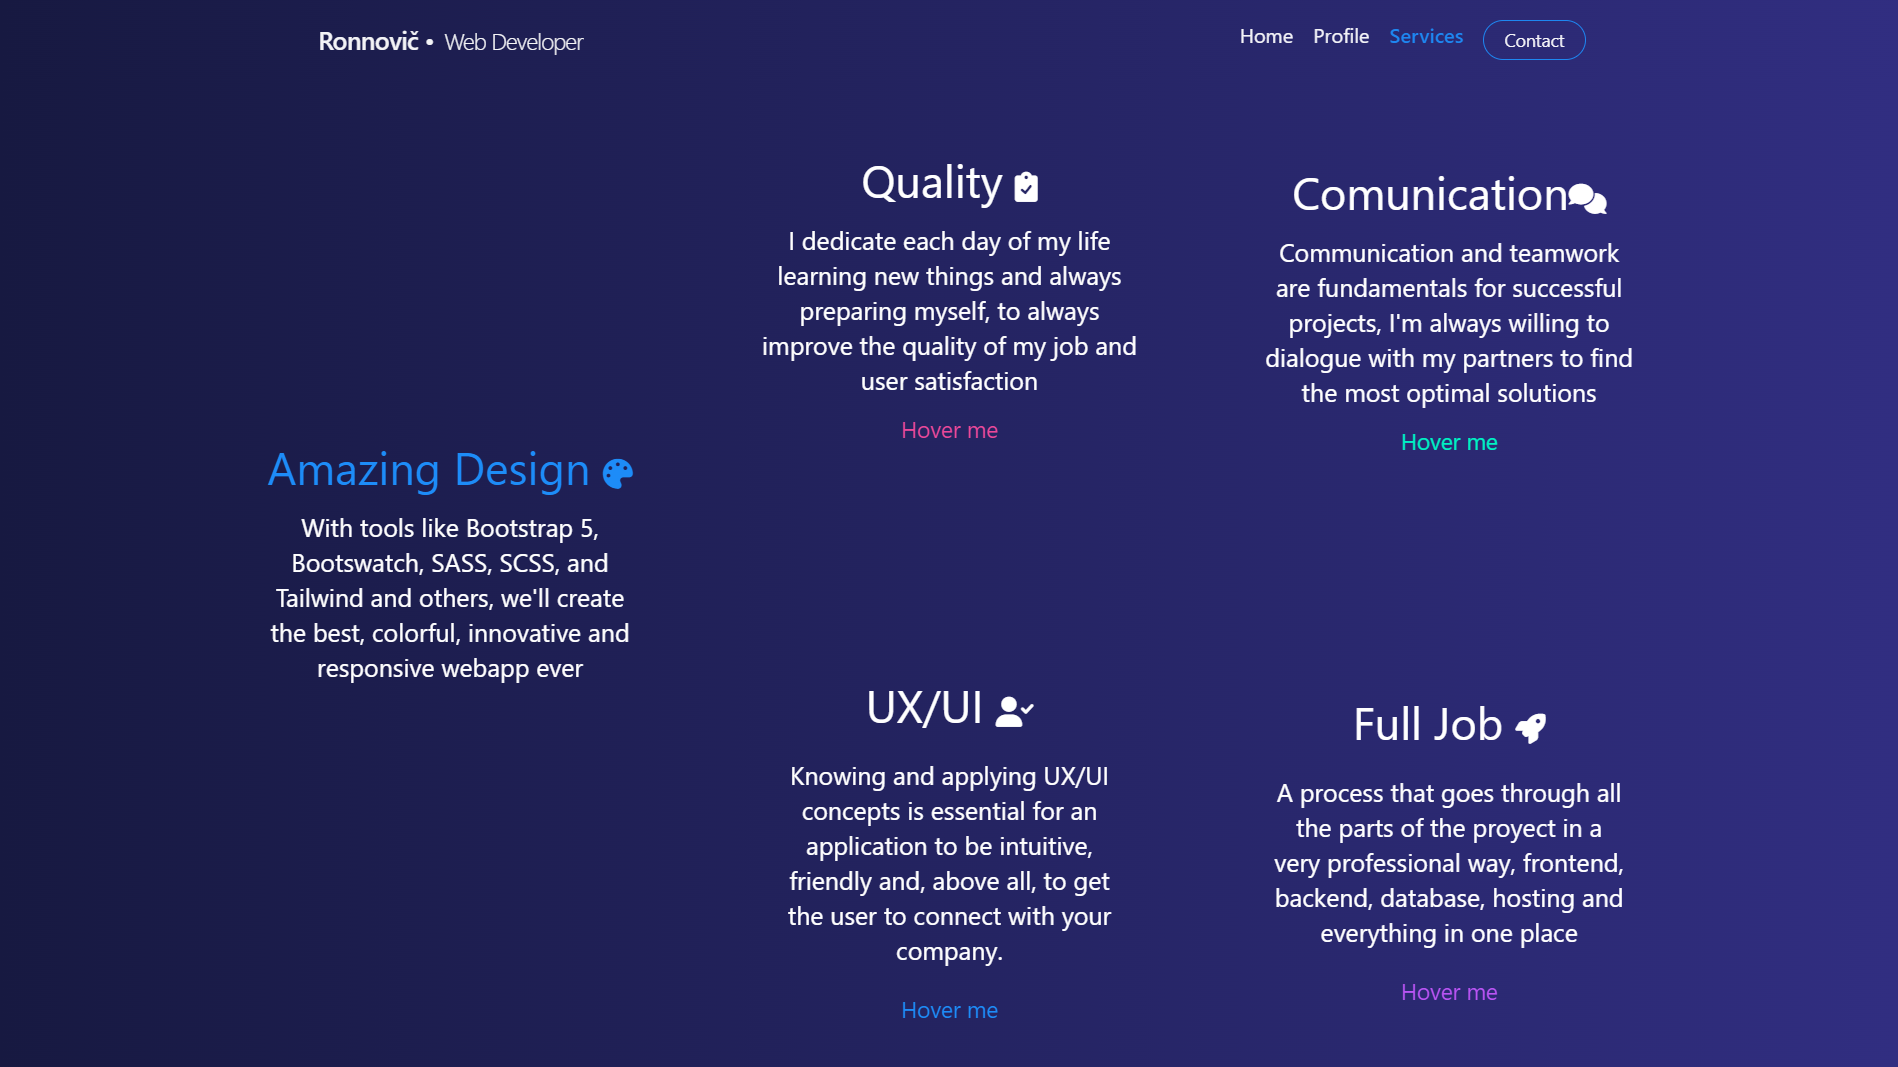 Ronnovič • Web Developer
Home Profile Services Contact
Amazing Design
With tools like Bootstrap 5,
Bootswatch, SASS, SCSS, and
Tailwind and others, we'll create
the best, colorful, innovative and
responsive webapp ever
Quality
I dedicate each day of my life
learning new things and always
preparing myself, to always
improve the quality of my job and
user satisfaction
Hover me
Comunication
Communication and teamwork
are fundamentals for successful
projects, I'm always willing to
dialogue with my partners to find
the most optimal solutions
Hover me
UX/UI
Knowing and applying UX/UI
concepts is essential for an
application to be intuitive,
friendly and, above all, to get
the user to connect with your
company.
Hover me
Full Job
A process that goes through all
the parts of the proyect in a
very professional way, frontend,
backend, database, hosting and
everything in one place
Hover me